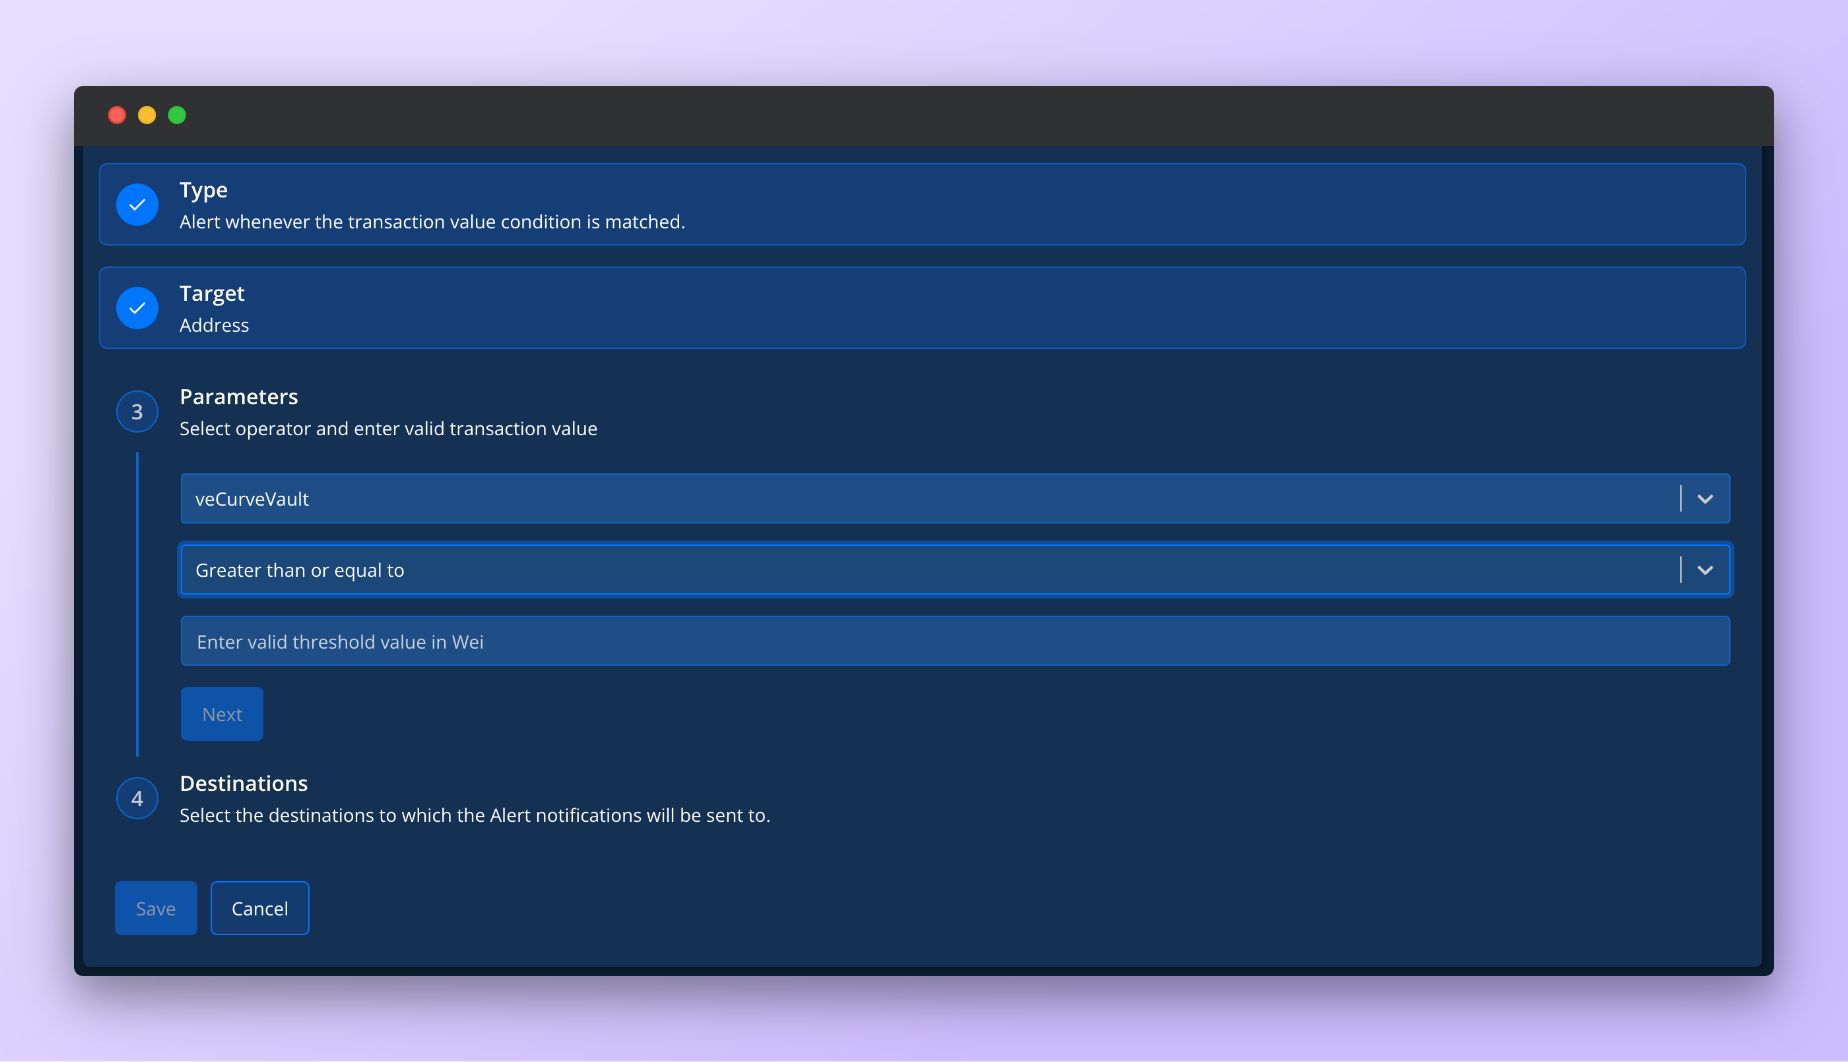 Type
Alert whenever the transaction value condition is matched.
Target
Address
3
Parameters
Select operator and enter valid transaction value
veCurveVault
Greater than or equal to
Enter valid threshold value in Wei
Next
4
Destinations
Select the destinations to which the Alert notifications will be sent to.
Save Cancel